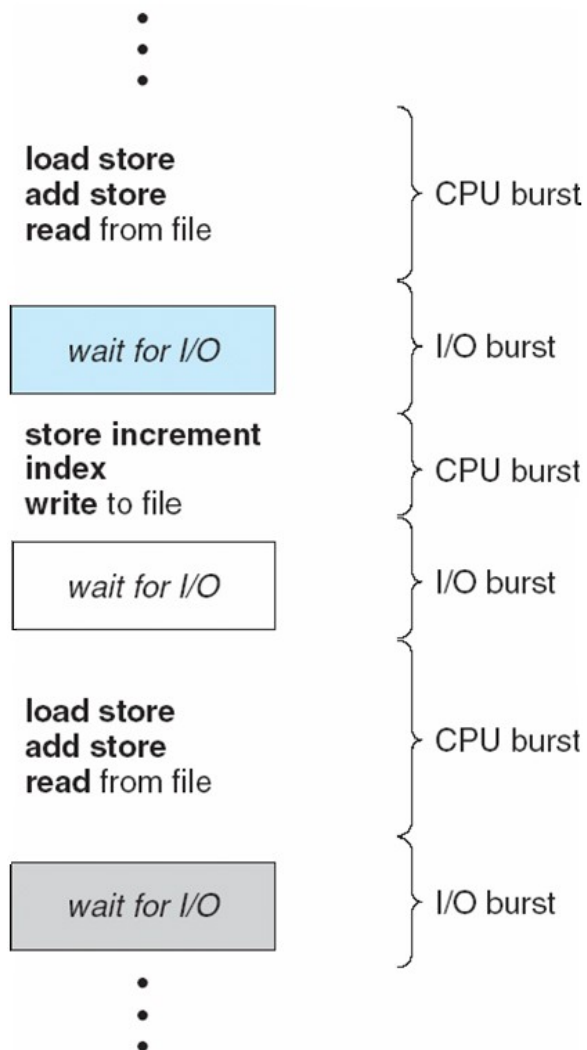 load store
add store
read from file
CPU burst
wait for I/O
I/O burst
store increment
index
write to file
CPU burst
wait for I/O
I/O burst
load store
add store
read from file
CPU burst
wait for I/O
I/O burst